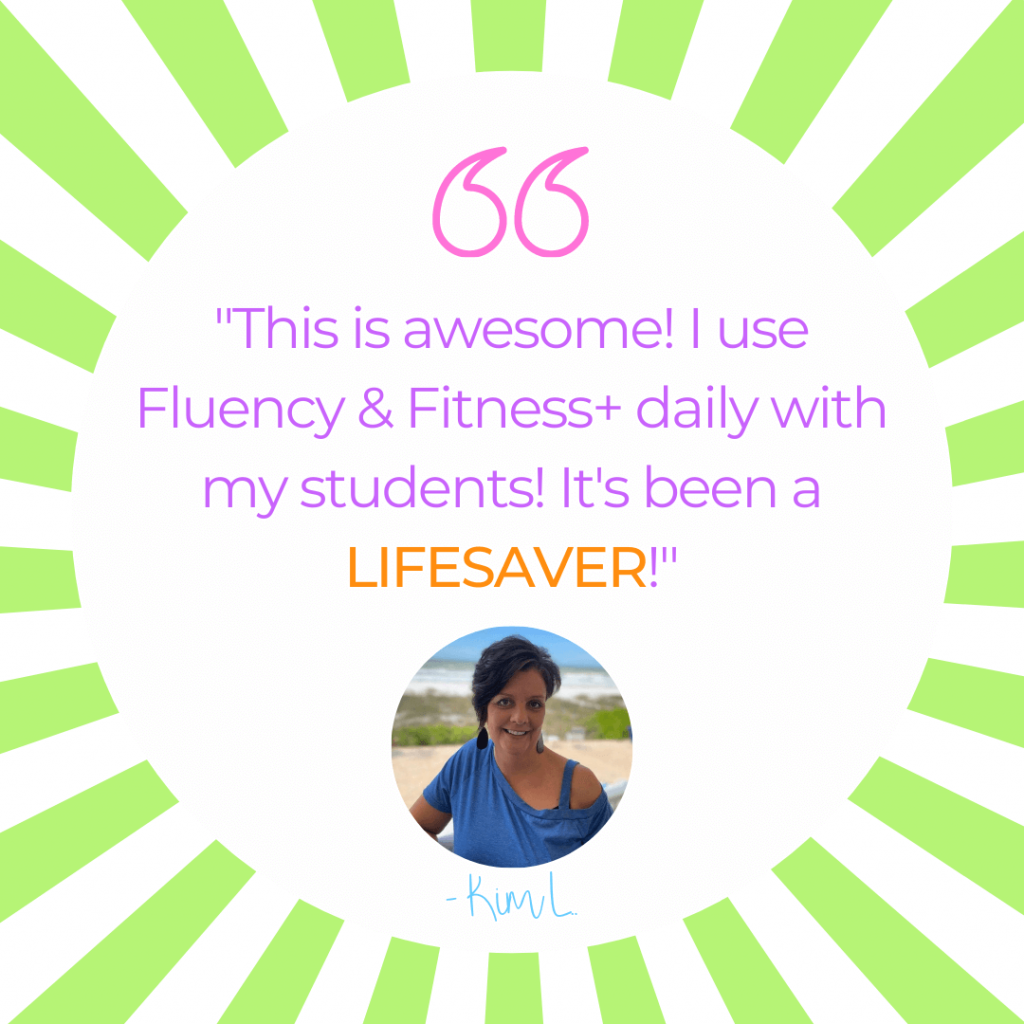 "This is awesome! I use
Fluency & Fitness+ daily with
my students! It's been a
LIFESAVER!"
- Kim L.